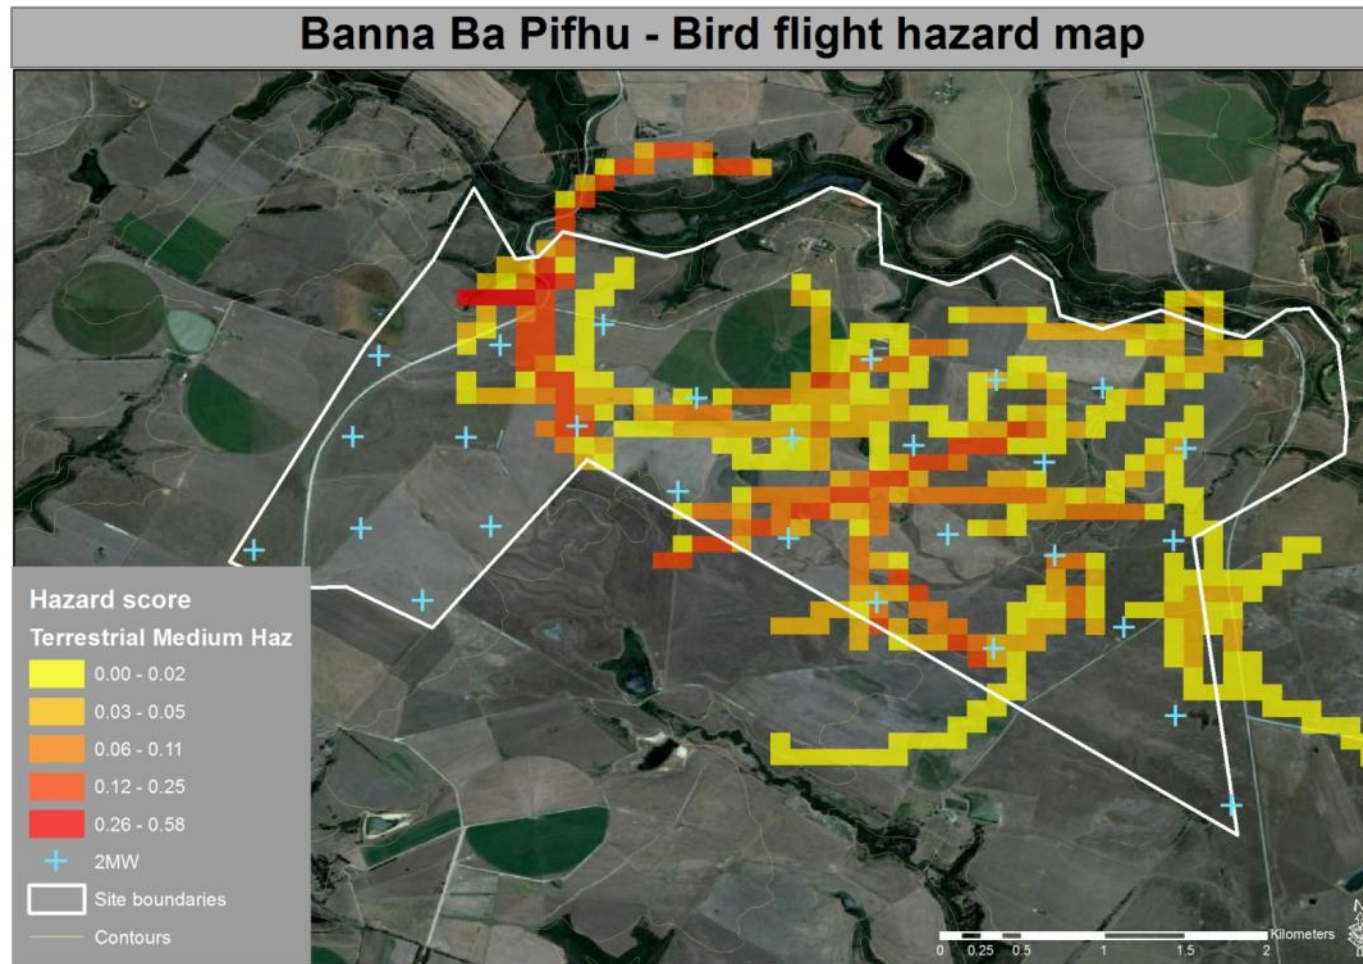 Banna Ba Pifhu - Bird flight hazard map
Hazard score
Terrestrial Medium Haz
0.00 - 0.02
0.03 - 0.05
0.06 - 0.11
0.12 - 0.25
0.26 - 0.58
2MW
Site boundaries
Contours
Kilometers
0 0.25 0.5 1 1.5 2